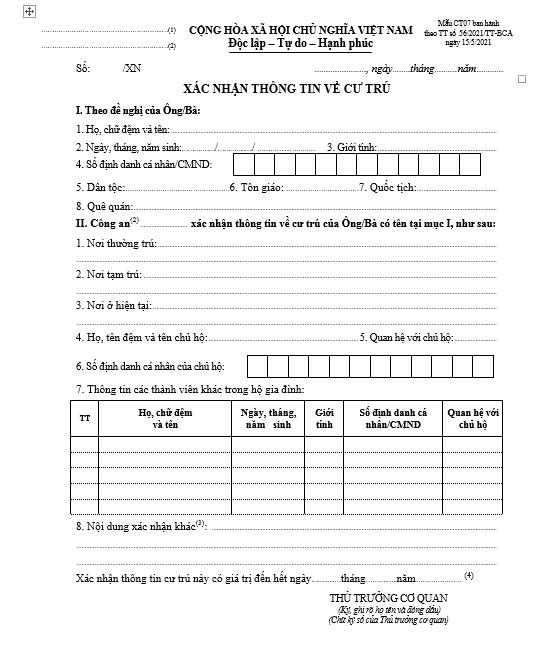 ...............................................(1)
...............................................(2)
CỘNG HÒA XÃ HỘI CHỦ NGHĨA VIỆT NAM
Độc lập – Tự do – Hạnh phúc
Mẫu CT07 ban hành
theo TT số 56/2021/TT-BCA
ngày 15/5/2021
Số: /XN
...................., ngày......tháng.......năm..........
XÁC NHẬN THÔNG TIN VỀ CƯ TRÚ
I. Theo đề nghị của Ông/Bà:
1. Họ, chữ đệm và tên:................................................................
2. Ngày, tháng, năm sinh:............/............./ ...................... 3. Giới tính:..............................
4. Số định danh cá nhân/CMND:
5. Dân tộc:..............................6. Tôn giáo:.........................7. Quốc tịch:..............................
8. Quê quán:................................................................
II. Công an(2)................. xác nhận thông tin về cư trú của Ông/Bà có tên tại mục I, như sau:
1. Nơi thường trú:................................................................
................................................................
2. Nơi tạm trú:................................................................
................................................................
3. Nơi ở hiện tại:................................................................
................................................................
4. Họ, tên đệm và tên chủ hộ:.............................................5. Quan hệ với chủ hộ:..............
6. Số định danh cá nhân của chủ hộ:
7. Thông tin các thành viên khác trong hộ gia đình:
TT
Họ, chữ đệm
và tên
Ngày, tháng,
năm sinh
Giới
tính
Số định danh cá
nhân/CMND
Quan hệ với
chủ hộ
8. Nội dung xác nhận khác(3): ................................................................
................................................................
................................................................
Xác nhận thông tin cư trú này có giá trị đến hết ngày..........tháng..........năm............... (4)
THỦ TRƯỞNG CƠ QUAN
(Ký, ghi rõ họ tên và đóng dấu)
(Chữ ký số của Thủ trưởng cơ quan)